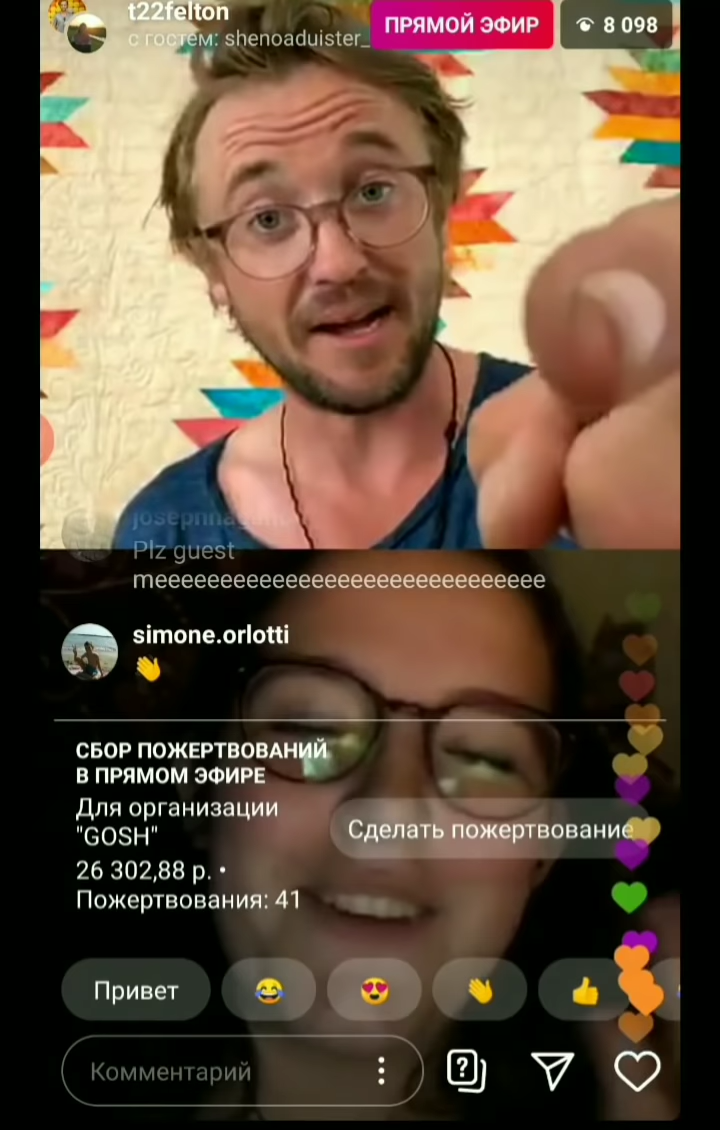 t22felton
с гостем: shenoaduister_
ПРЯМОЙ ЭФИР
8 098
Plz guest
meeeeeeeeeeeeeeeeeeeeeeeeeeeeee
simone.orlotti
СБОР ПОЖЕРТВОВАНИЙ
В ПРЯМОМ ЭФИРЕ
Для организации
"GOSH"
26 302,88 р. •
Пожертвования: 41
Сделать пожертвование
Привет
Комментарий